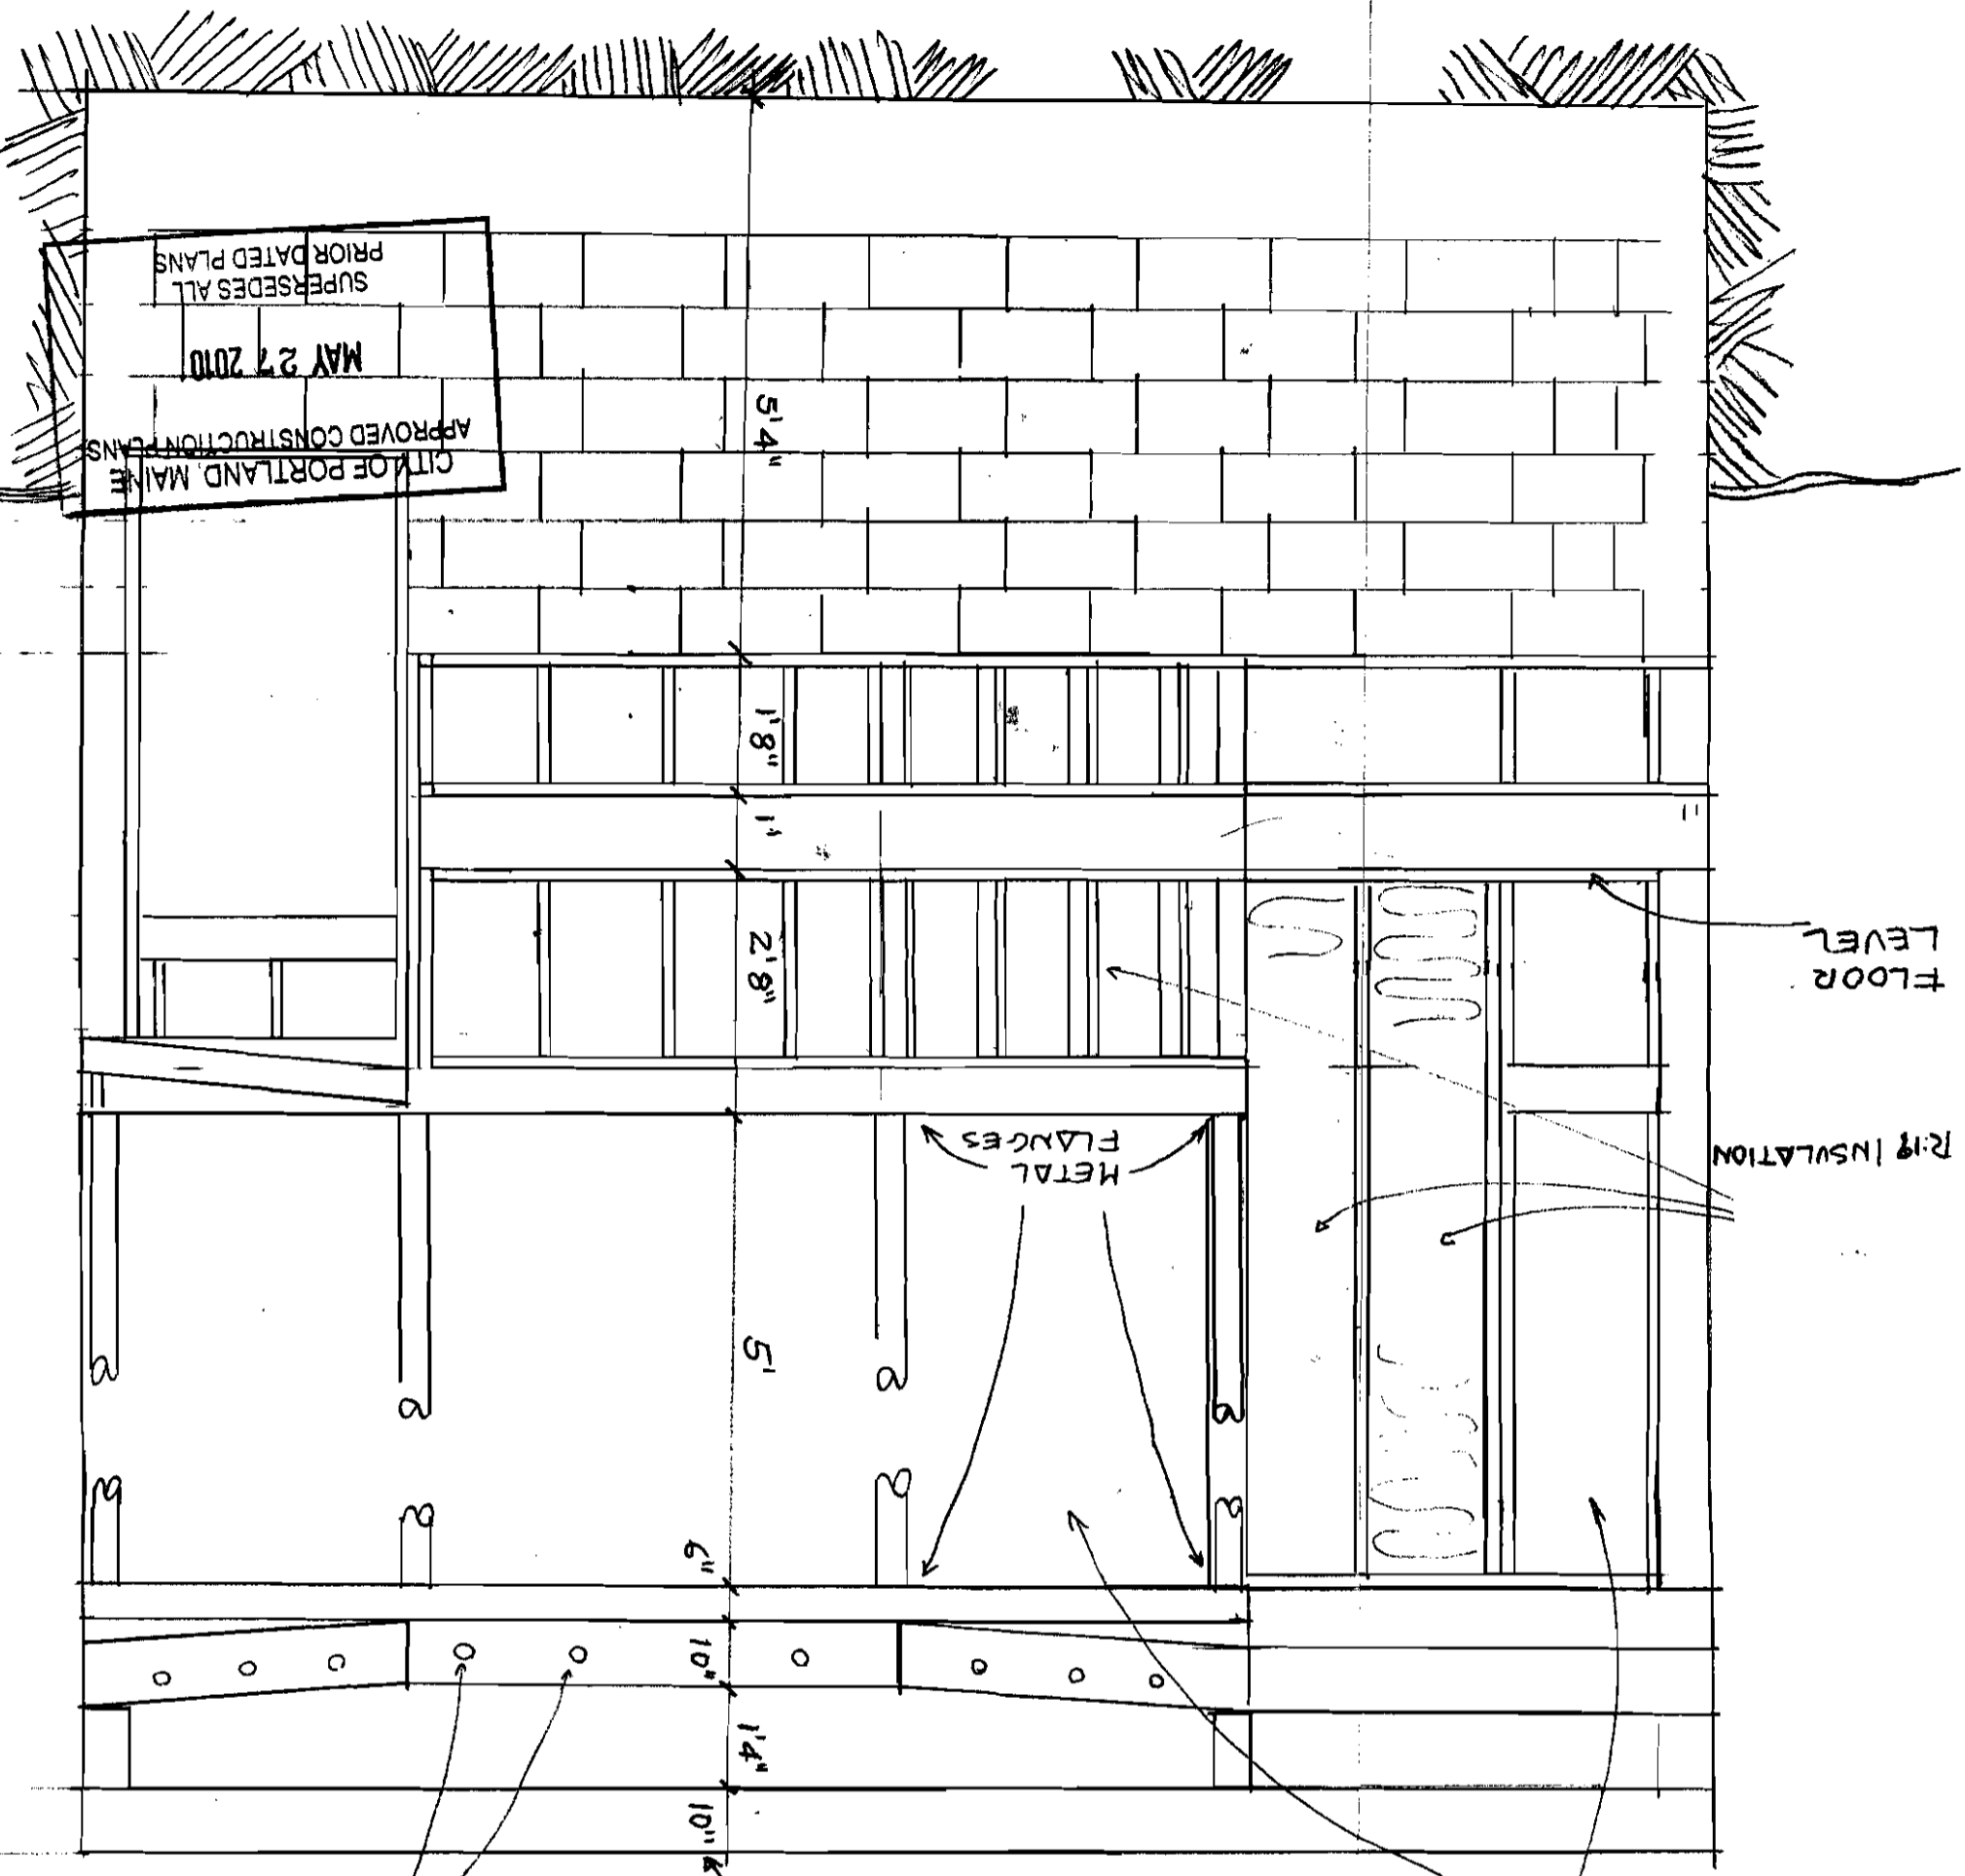 10"
1'4"
10"
6"
5'
METAL
FLANGES
R:19 INSULATION
FLOOR
LEVEL
2'8"
1'
1'8"
5'4"
CITY OF PORTLAND, MAINE
APPROVED CONSTRUCTION PLANS
MAY 27 2010
SUPERSEDES ALL
PRIOR DATED PLANS